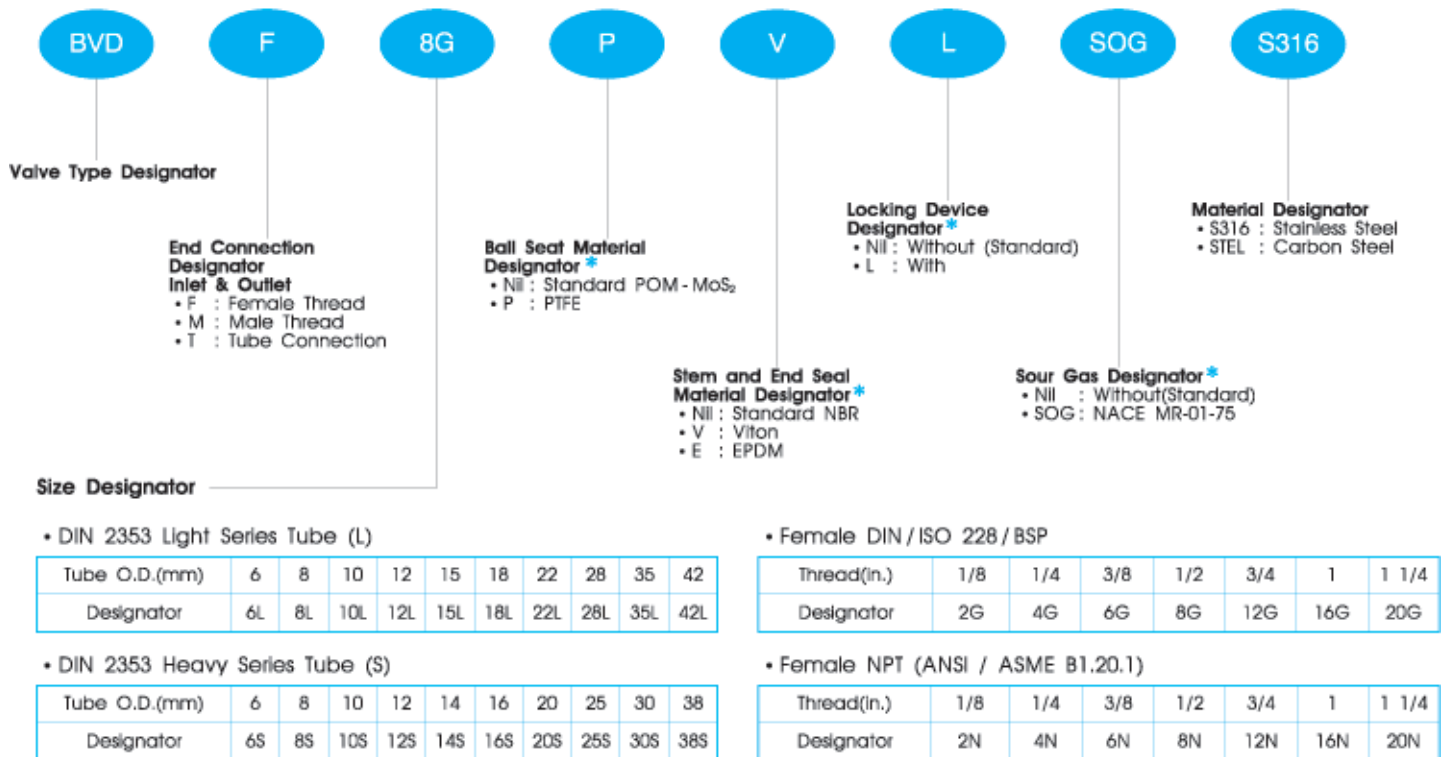 BVD F 8G P V L SOG S316
Valve Type Designator
End Connection
Designator
Inlet & Outlet
• F : Female Thread
• M : Male Thread
• T : Tube Connection
Ball Seat Material
Designator *
• Nil : Standard POM - MoS₂
• P : PTFE
Stem and End Seal
Material Designator *
• Nil : Standard NBR
• V : Viton
• E : EPDM
Locking Device
Designator *
• Nil : Without (Standard)
• L : With
Sour Gas Designator *
• Nil : Without(Standard)
• SOG : NACE MR-01-75
Material Designator
• S316 : Stainless Steel
• STEL : Carbon Steel
Size Designator
• DIN 2353 Light Series Tube (L)
Tube O.D.(mm) 6 8 10 12 15 18 22 28 35 42
Designator 6L 8L 10L 12L 15L 18L 22L 28L 35L 42L
• DIN 2353 Heavy Series Tube (S)
Tube O.D.(mm) 6 8 10 12 14 16 20 25 30 38
Designator 6S 8S 10S 12S 14S 16S 20S 25S 30S 38S
• Female DIN / ISO 228 / BSP
Thread(in.) 1/8 1/4 3/8 1/2 3/4 1 1 1/4
Designator 2G 4G 6G 8G 12G 16G 20G
• Female NPT (ANSI / ASME B1.20.1)
Thread(in.) 1/8 1/4 3/8 1/2 3/4 1 1 1/4
Designator 2N 4N 6N 8N 12N 16N 20N